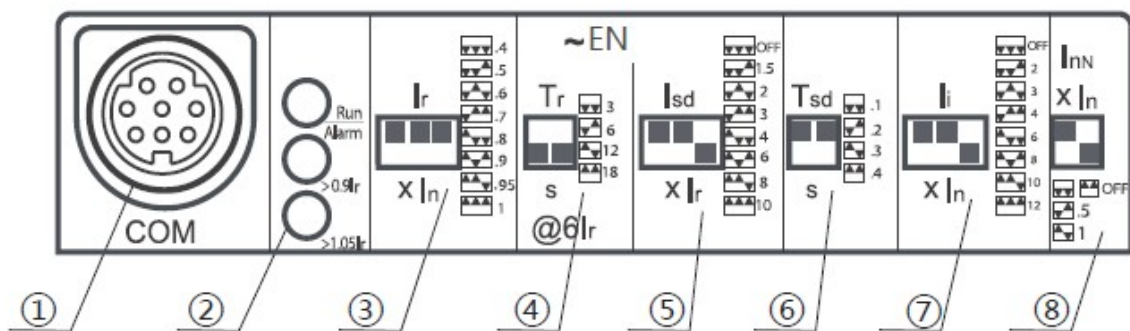 COM
Run
Alarm
>0.9Ir
>1.05Ir
Ir
x In
.4
.5
.6
.7
.8
.9
.95
1
~EN
Tr
s
@6Ir
3
6
12
18
Isd
x Ir
OFF
1.5
2
3
4
6
8
10
Tsd
s
.1
.2
.3
.4
Ii
x In
OFF
2
3
4
6
8
10
12
InN
x In
OFF
.5
1
① ② ③ ④ ⑤ ⑥ ⑦ ⑧